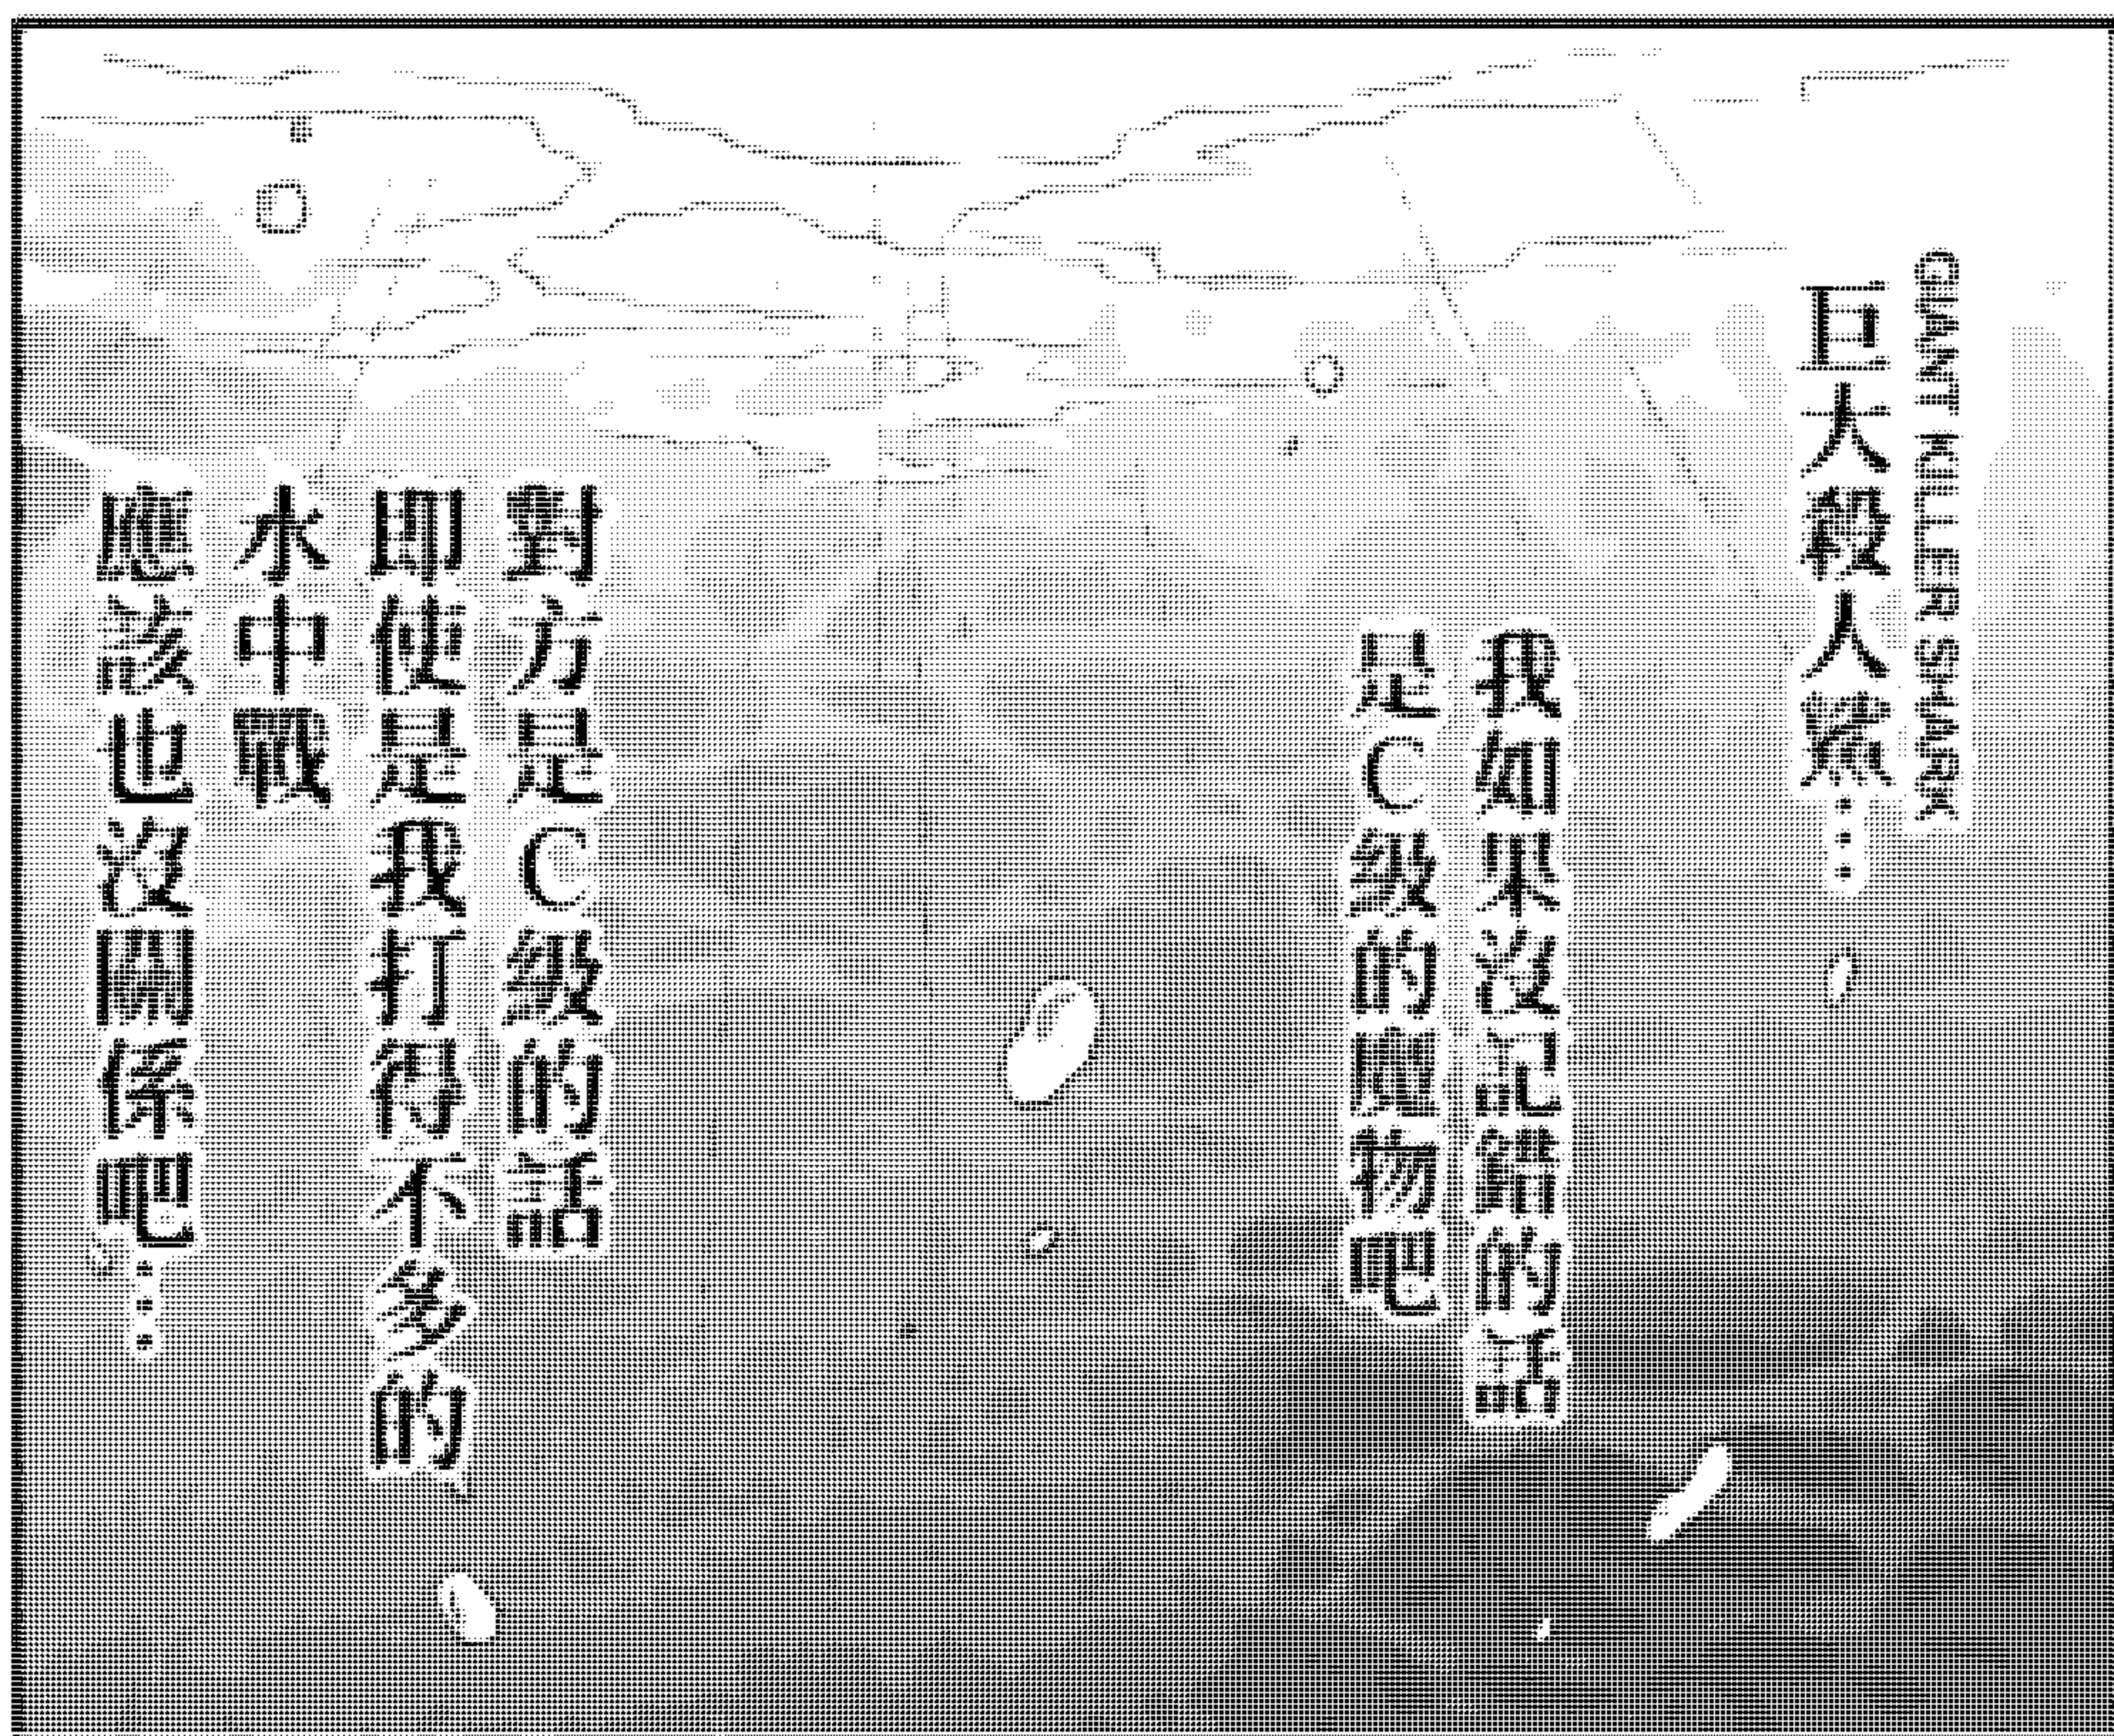 GIANT KILLER SHARK
巨大殺人鯊…
我如果沒記錯的話
是C級的魔物吧
對方是C級的話
即使是我打得不多的
水中戰
應該也沒關係吧…